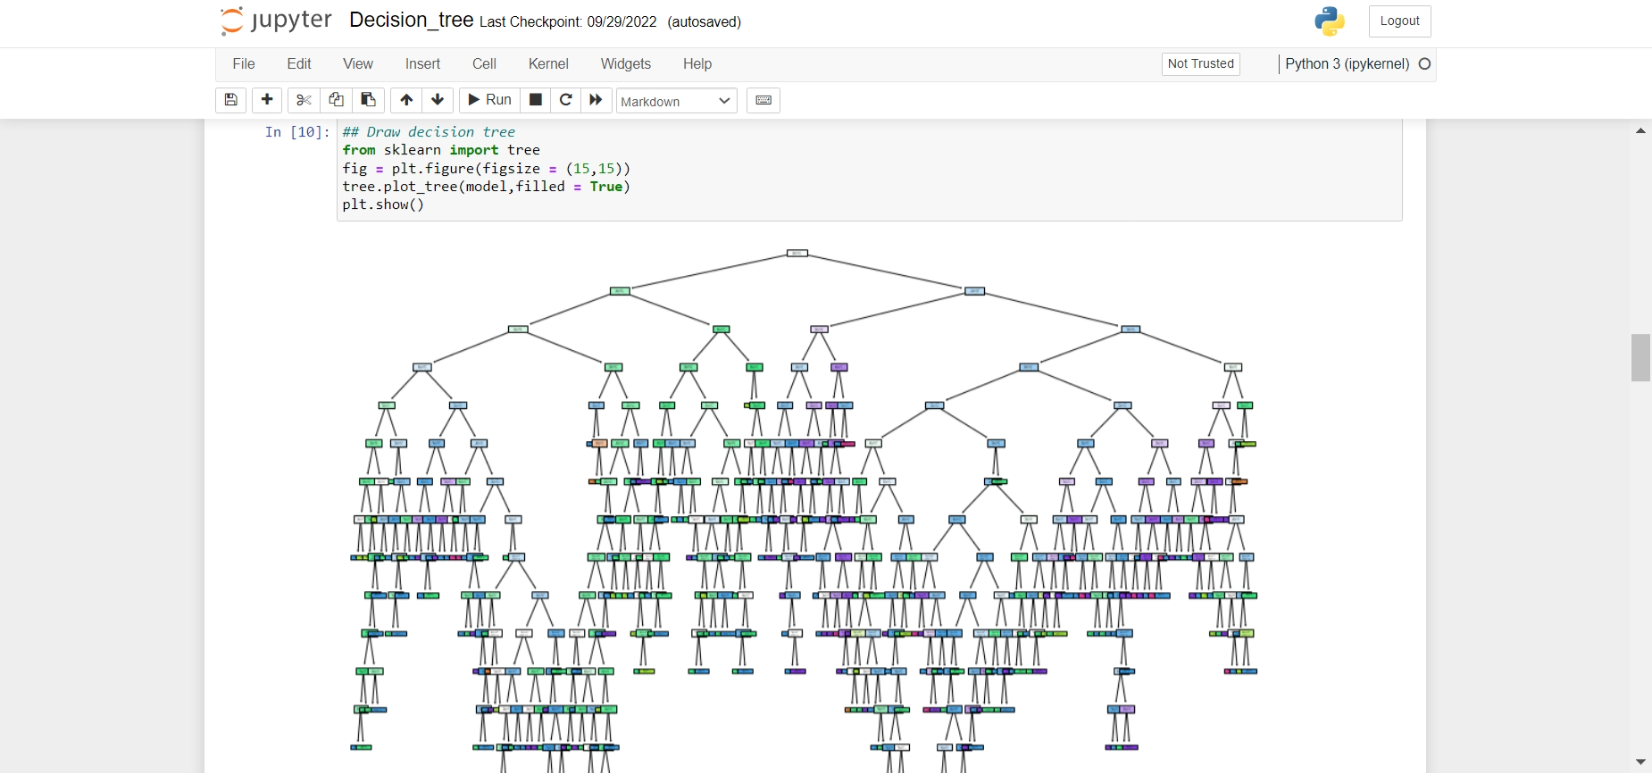 jupyter Decision_tree Last Checkpoint: 09/29/2022 (autosaved) Logout
File Edit View Insert Cell Kernel Widgets Help Not Trusted Python 3 (ipykernel)
Run Markdown
In [10]: ## Draw decision tree
from sklearn import tree
fig = plt.figure(figsize = (15,15))
tree.plot_tree(model,filled = True)
plt.show()